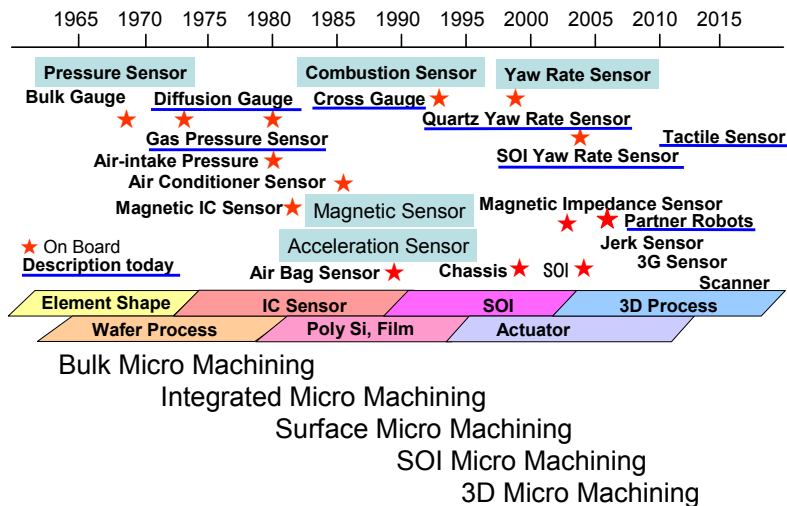 1965 1970 1975 1980 1985 1990 1995 2000 2005 2010 2015
Pressure Sensor
Combustion Sensor
Yaw Rate Sensor
Bulk Gauge
Diffusion Gauge
Cross Gauge
Quartz Yaw Rate Sensor
Gas Pressure Sensor
Tactile Sensor
Air-intake Pressure
SOI Yaw Rate Sensor
Air Conditioner Sensor
Magnetic IC Sensor
Magnetic Sensor
Magnetic Impedance Sensor
Partner Robots
On Board
Acceleration Sensor
Jerk Sensor
Description today
Air Bag Sensor
Chassis
SOI
3G Sensor
Scanner
Element Shape
IC Sensor
SOI
3D Process
Wafer Process
Poly Si, Film
Actuator
Bulk Micro Machining
Integrated Micro Machining
Surface Micro Machining
SOI Micro Machining
3D Micro Machining